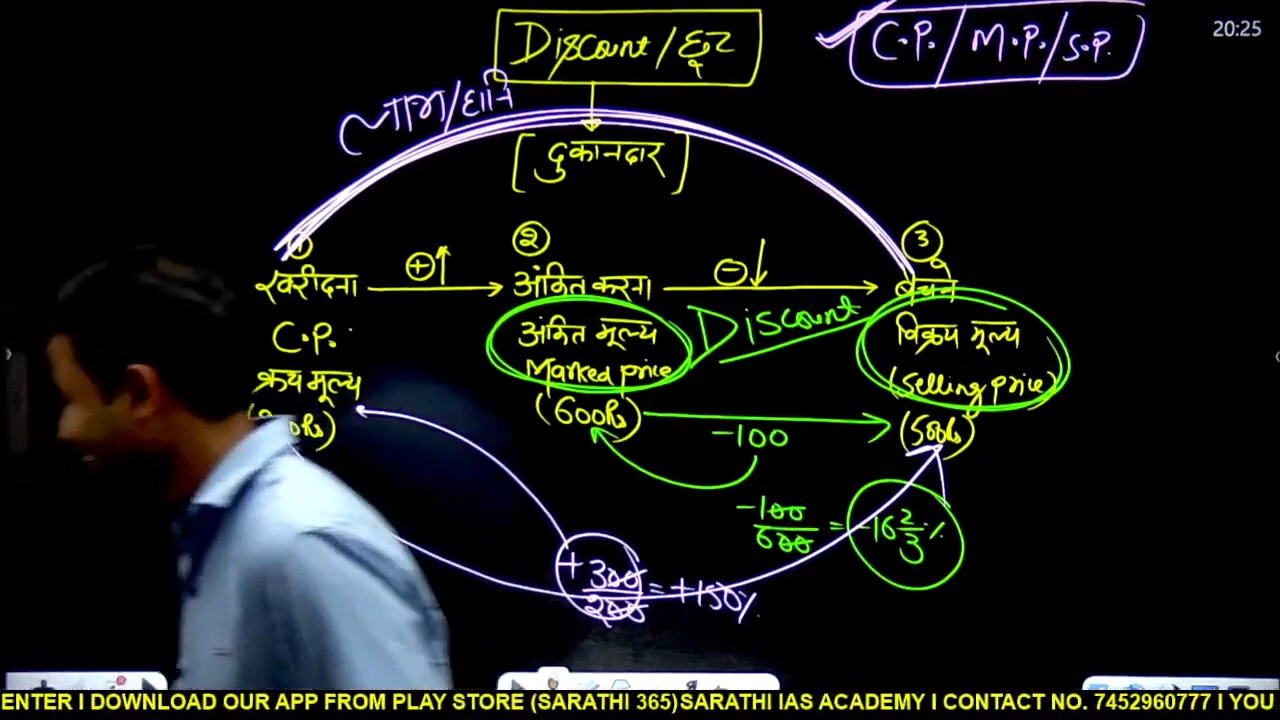 Discount / छूट
C.P. / M.P. / S.P.
20:25
लाभ/हानि
[ दुकानदार ]
② ③
खरीदना ⊕↑ अंकित करना ⊖↓ बेचने
C.P. अंकित मूल्य Discount विक्रय मूल्य
क्रय मूल्य Marked price (Selling price)
(600Rs) -100 (500Rs)
-100/600 = -16 2/3 %
+300/200 = +150%
ENTER I DOWNLOAD OUR APP FROM PLAY STORE (SARATHI 365)SARATHI IAS ACADEMY I CONTACT NO. 7452960777 I YOU